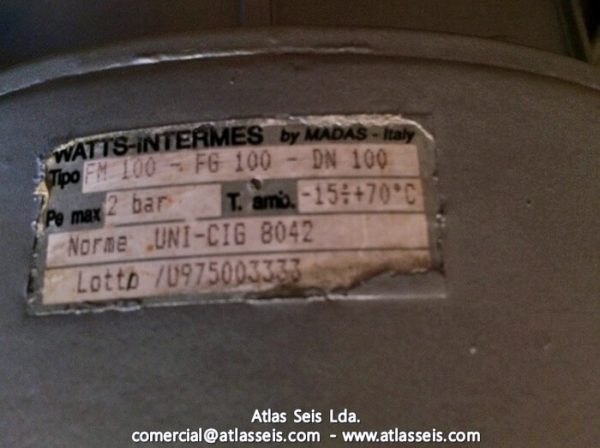 WATTS-INTERMES by MADAS - Italy
Tipo FM 100 - FG 100 - DN 100
Pe max 2 bar T. amb. -15÷+70°C
Norme UNI-CIG 8042
Lotto /U975003333
Atlas Seis Lda.
comercial@atlasseis.com - www.atlasseis.com